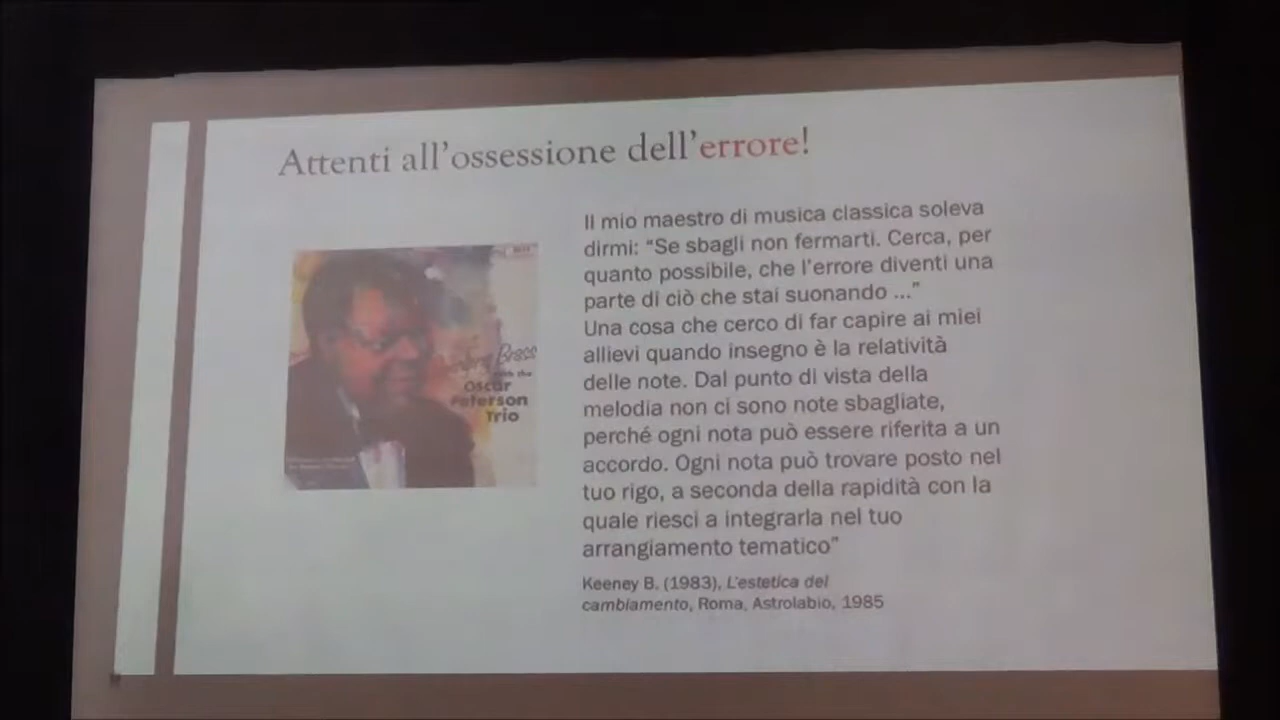 Attenti all'ossessione dell'errore!
Il mio maestro di musica classica soleva
dirmi: “Se sbagli non fermarti. Cerca, per
quanto possibile, che l'errore diventi una
parte di ciò che stai suonando ...”
Una cosa che cerco di far capire ai miei
allievi quando insegno è la relatività
delle note. Dal punto di vista della
melodia non ci sono note sbagliate,
perché ogni nota può essere riferita a un
accordo. Ogni nota può trovare posto nel
tuo rigo, a seconda della rapidità con la
quale riesci a integrarla nel tuo
arrangiamento tematico”
Keeney B. (1983), L'estetica del
cambiamento, Roma, Astrolabio, 1985
Brass
with the
Oscar
Peterson
Trio